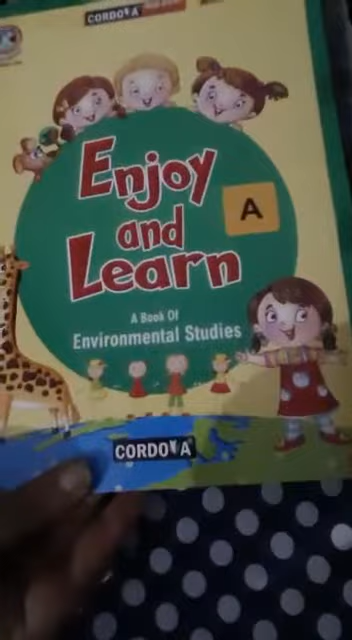 CORDOVA
Enjoy
and
Learn
A
A Book Of
Environmental Studies
CORDOVA